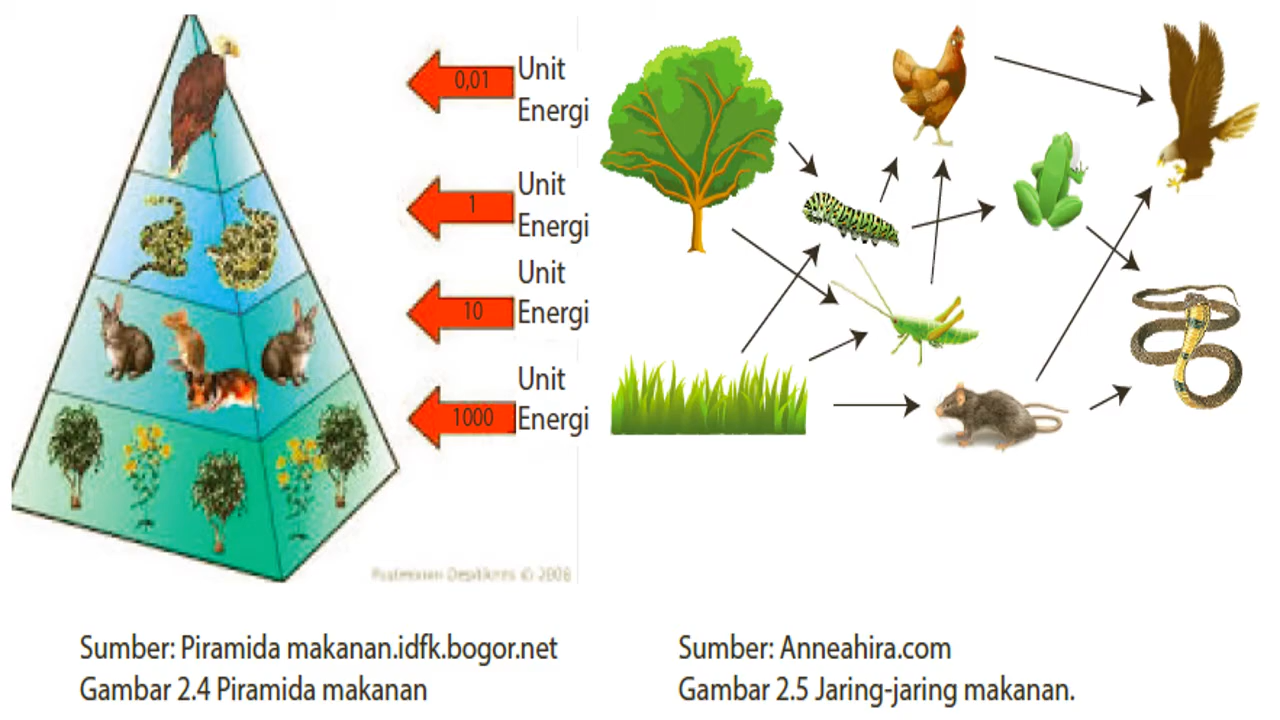 0,01
Unit
Energi
1
Unit
Energi
10
Unit
Energi
1000
Unit
Energi
© 2008
Sumber: Piramida makanan.idfk.bogor.net
Gambar 2.4 Piramida makanan
Sumber: Anneahira.com
Gambar 2.5 Jaring-jaring makanan.